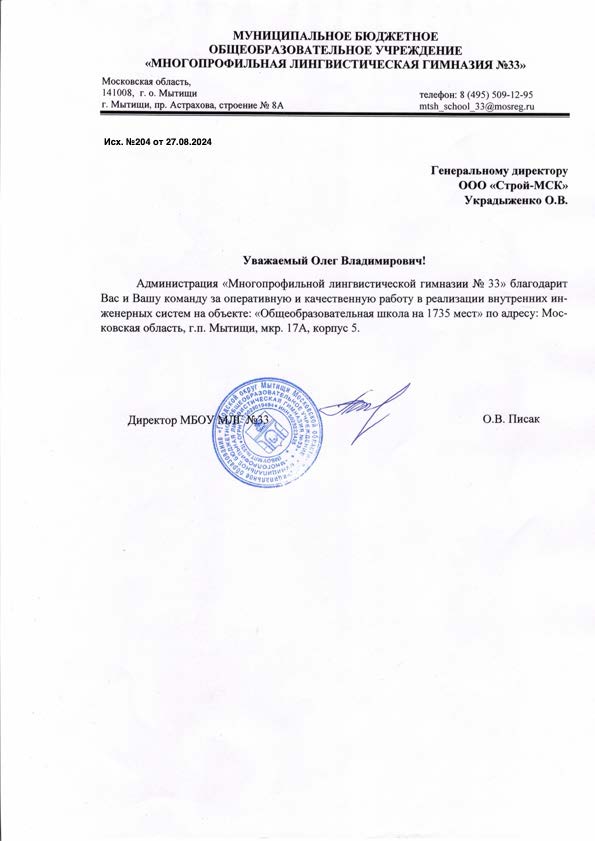 МУНИЦИПАЛЬНОЕ БЮДЖЕТНОЕ
ОБЩЕОБРАЗОВАТЕЛЬНОЕ УЧРЕЖДЕНИЕ
«МНОГОПРОФИЛЬНАЯ ЛИНГВИСТИЧЕСКАЯ ГИМНАЗИЯ №33»
Московская область,
141008, г. о. Мытищи
г. Мытищи, пр. Астрахова, строение № 8А
телефон: 8 (495) 509-12-95
mtsh_school_33@mosreg.ru
Исх. №204 от 27.08.2024
Генеральному директору
ООО «Строй-МСК»
Украдыженко О.В.
Уважаемый Олег Владимирович!
Администрация «Многопрофильной лингвистической гимназии № 33» благодарит
Вас и Вашу команду за оперативную и качественную работу в реализации внутренних ин-
женерных систем на объекте: «Общеобразовательная школа на 1735 мест» по адресу: Мос-
ковская область, г.п. Мытищи, мкр. 17А, корпус 5.
Директор МБОУ МЛГ №33
О.В. Писак